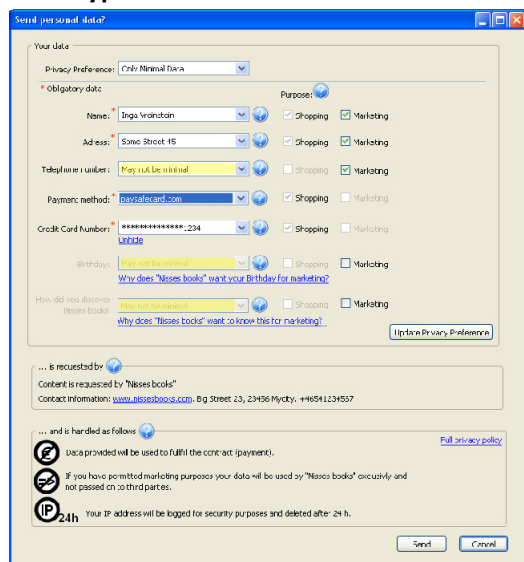 Send personal data?
Your data
Privacy Preference: Only Minimal Data
* Obligatory data
Purpose:
Name: * Inga Vrainstain Shopping Marketing
Adress: * Some Street 45 Shopping Marketing
Telephone number: May not be minimal Shopping Marketing
Payment method: * paysafecard.com Shopping Marketing
Credit Card Number: * **************1234 Shopping Marketing
Unhide
Birthday: May not be minimal Shopping Marketing
Why does "Nisses books" want your Birthday for marketing?
How did you discover
Nisses books May not be minimal Shopping Marketing
Why does "Nisses books" want to know this for marketing?
Update Privacy Preference
... is requested by
Content is requested by "Nisses books"
Contact information: www.nissesbooks.com. Big Street 23, 23456 Mycity. +46541234567
... and is handled as follows
Full privacy policy
Data provided will be used to fullfil the contract (payment).
If you have permitted marketing purposes your data will be used by "Nisses books" exclusivly and
not passed on to third parties.
IP 24h Your IP address will be logged for security purposes and deleted after 24 h.
Send Cancel